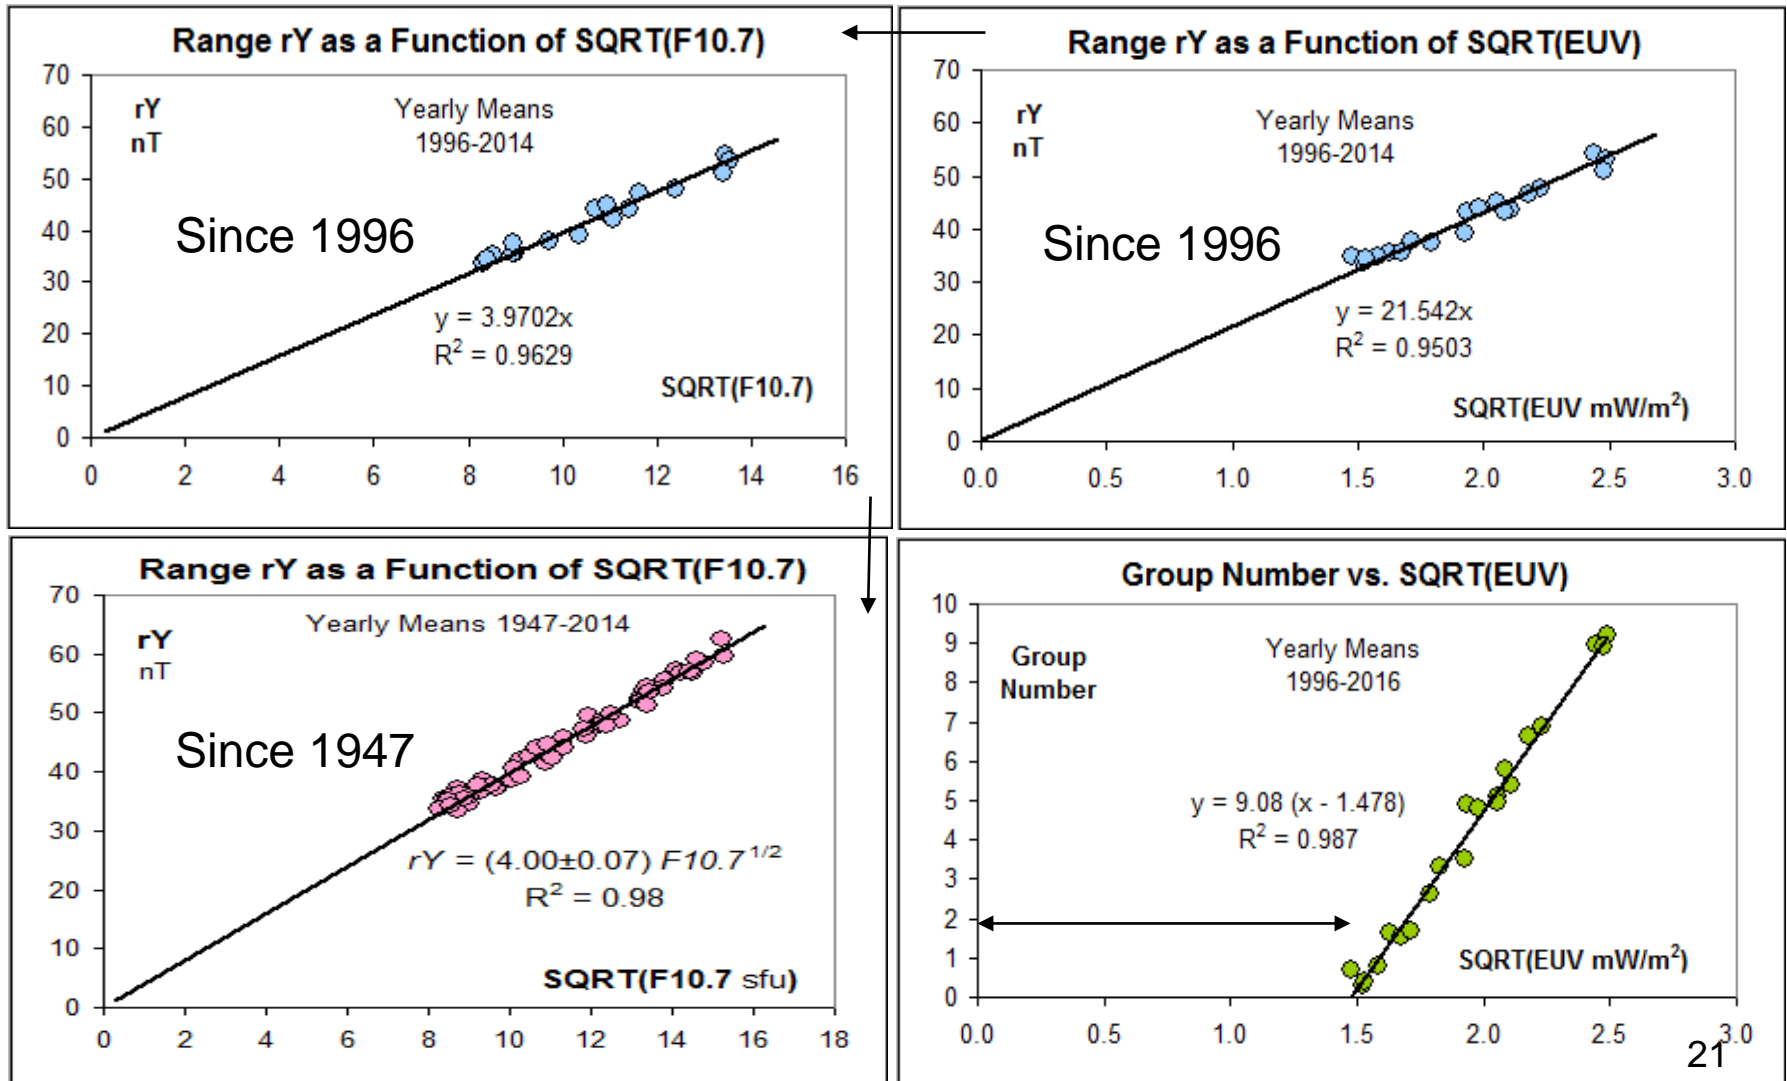 Range rY as a Function of SQRT(F10.7)
70
60
50
40
30
20
10
0
rY
nT
Yearly Means
1996-2014
Since 1996
y = 3.9702x
R² = 0.9629
SQRT(F10.7)
0 2 4 6 8 10 12 14 16
Range rY as a Function of SQRT(EUV)
70
60
50
40
30
20
10
0
rY
nT
Yearly Means
1996-2014
Since 1996
y = 21.542x
R² = 0.9503
SQRT(EUV mW/m²)
0.0 0.5 1.0 1.5 2.0 2.5 3.0
Range rY as a Function of SQRT(F10.7)
70
60
50
40
30
20
10
0
rY
nT
Yearly Means 1947-2014
Since 1947
rY = (4.00±0.07) F10.7^1/2
R² = 0.98
SQRT(F10.7 sfu)
0 2 4 6 8 10 12 14 16 18
Group Number vs. SQRT(EUV)
10
9
8
7
6
5
4
3
2
1
0
Group
Number
Yearly Means
1996-2016
y = 9.08 (x - 1.478)
R² = 0.987
SQRT(EUV mW/m²)
0.0 0.5 1.0 1.5 2.0 2.5 3.0
21